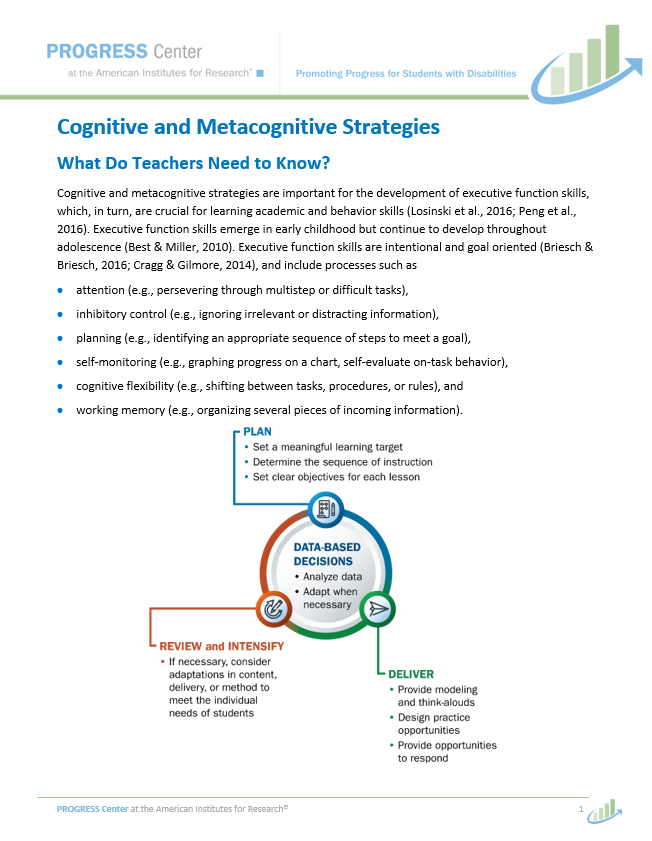 PROGRESS Center
at the American Institutes for Research®
Promoting Progress for Students with Disabilities
Cognitive and Metacognitive Strategies
What Do Teachers Need to Know?
Cognitive and metacognitive strategies are important for the development of executive function skills,
which, in turn, are crucial for learning academic and behavior skills (Losinski et al., 2016; Peng et al.,
2016). Executive function skills emerge in early childhood but continue to develop throughout
adolescence (Best & Miller, 2010). Executive function skills are intentional and goal oriented (Briesch &
Briesch, 2016; Cragg & Gilmore, 2014), and include processes such as
• attention (e.g., persevering through multistep or difficult tasks),
• inhibitory control (e.g., ignoring irrelevant or distracting information),
• planning (e.g., identifying an appropriate sequence of steps to meet a goal),
• self-monitoring (e.g., graphing progress on a chart, self-evaluate on-task behavior),
• cognitive flexibility (e.g., shifting between tasks, procedures, or rules), and
• working memory (e.g., organizing several pieces of incoming information).
PLAN
• Set a meaningful learning target
• Determine the sequence of instruction
• Set clear objectives for each lesson
DATA-BASED
DECISIONS
• Analyze data
• Adapt when
necessary
REVIEW and INTENSIFY
• If necessary, consider
adaptations in content,
delivery, or method to
meet the individual
needs of students
DELIVER
• Provide modeling
and think-alouds
• Design practice
opportunities
• Provide opportunities
to respond
PROGRESS Center at the American Institutes for Research®
1